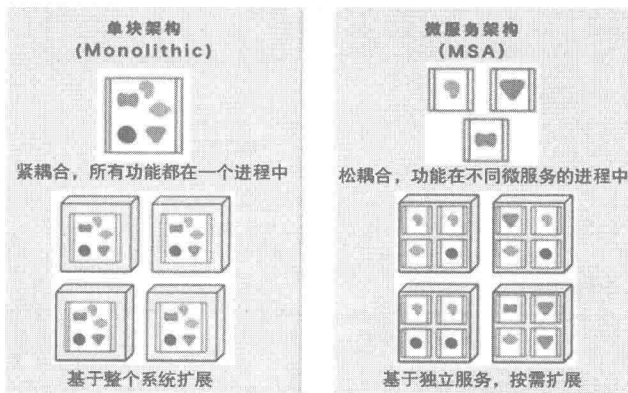 单块架构
(Monolithic)
紧耦合，所有功能都在一个进程中
基于整个系统扩展
微服务架构
(MSA)
松耦合，功能在不同微服务的进程中
基于独立服务，按需扩展